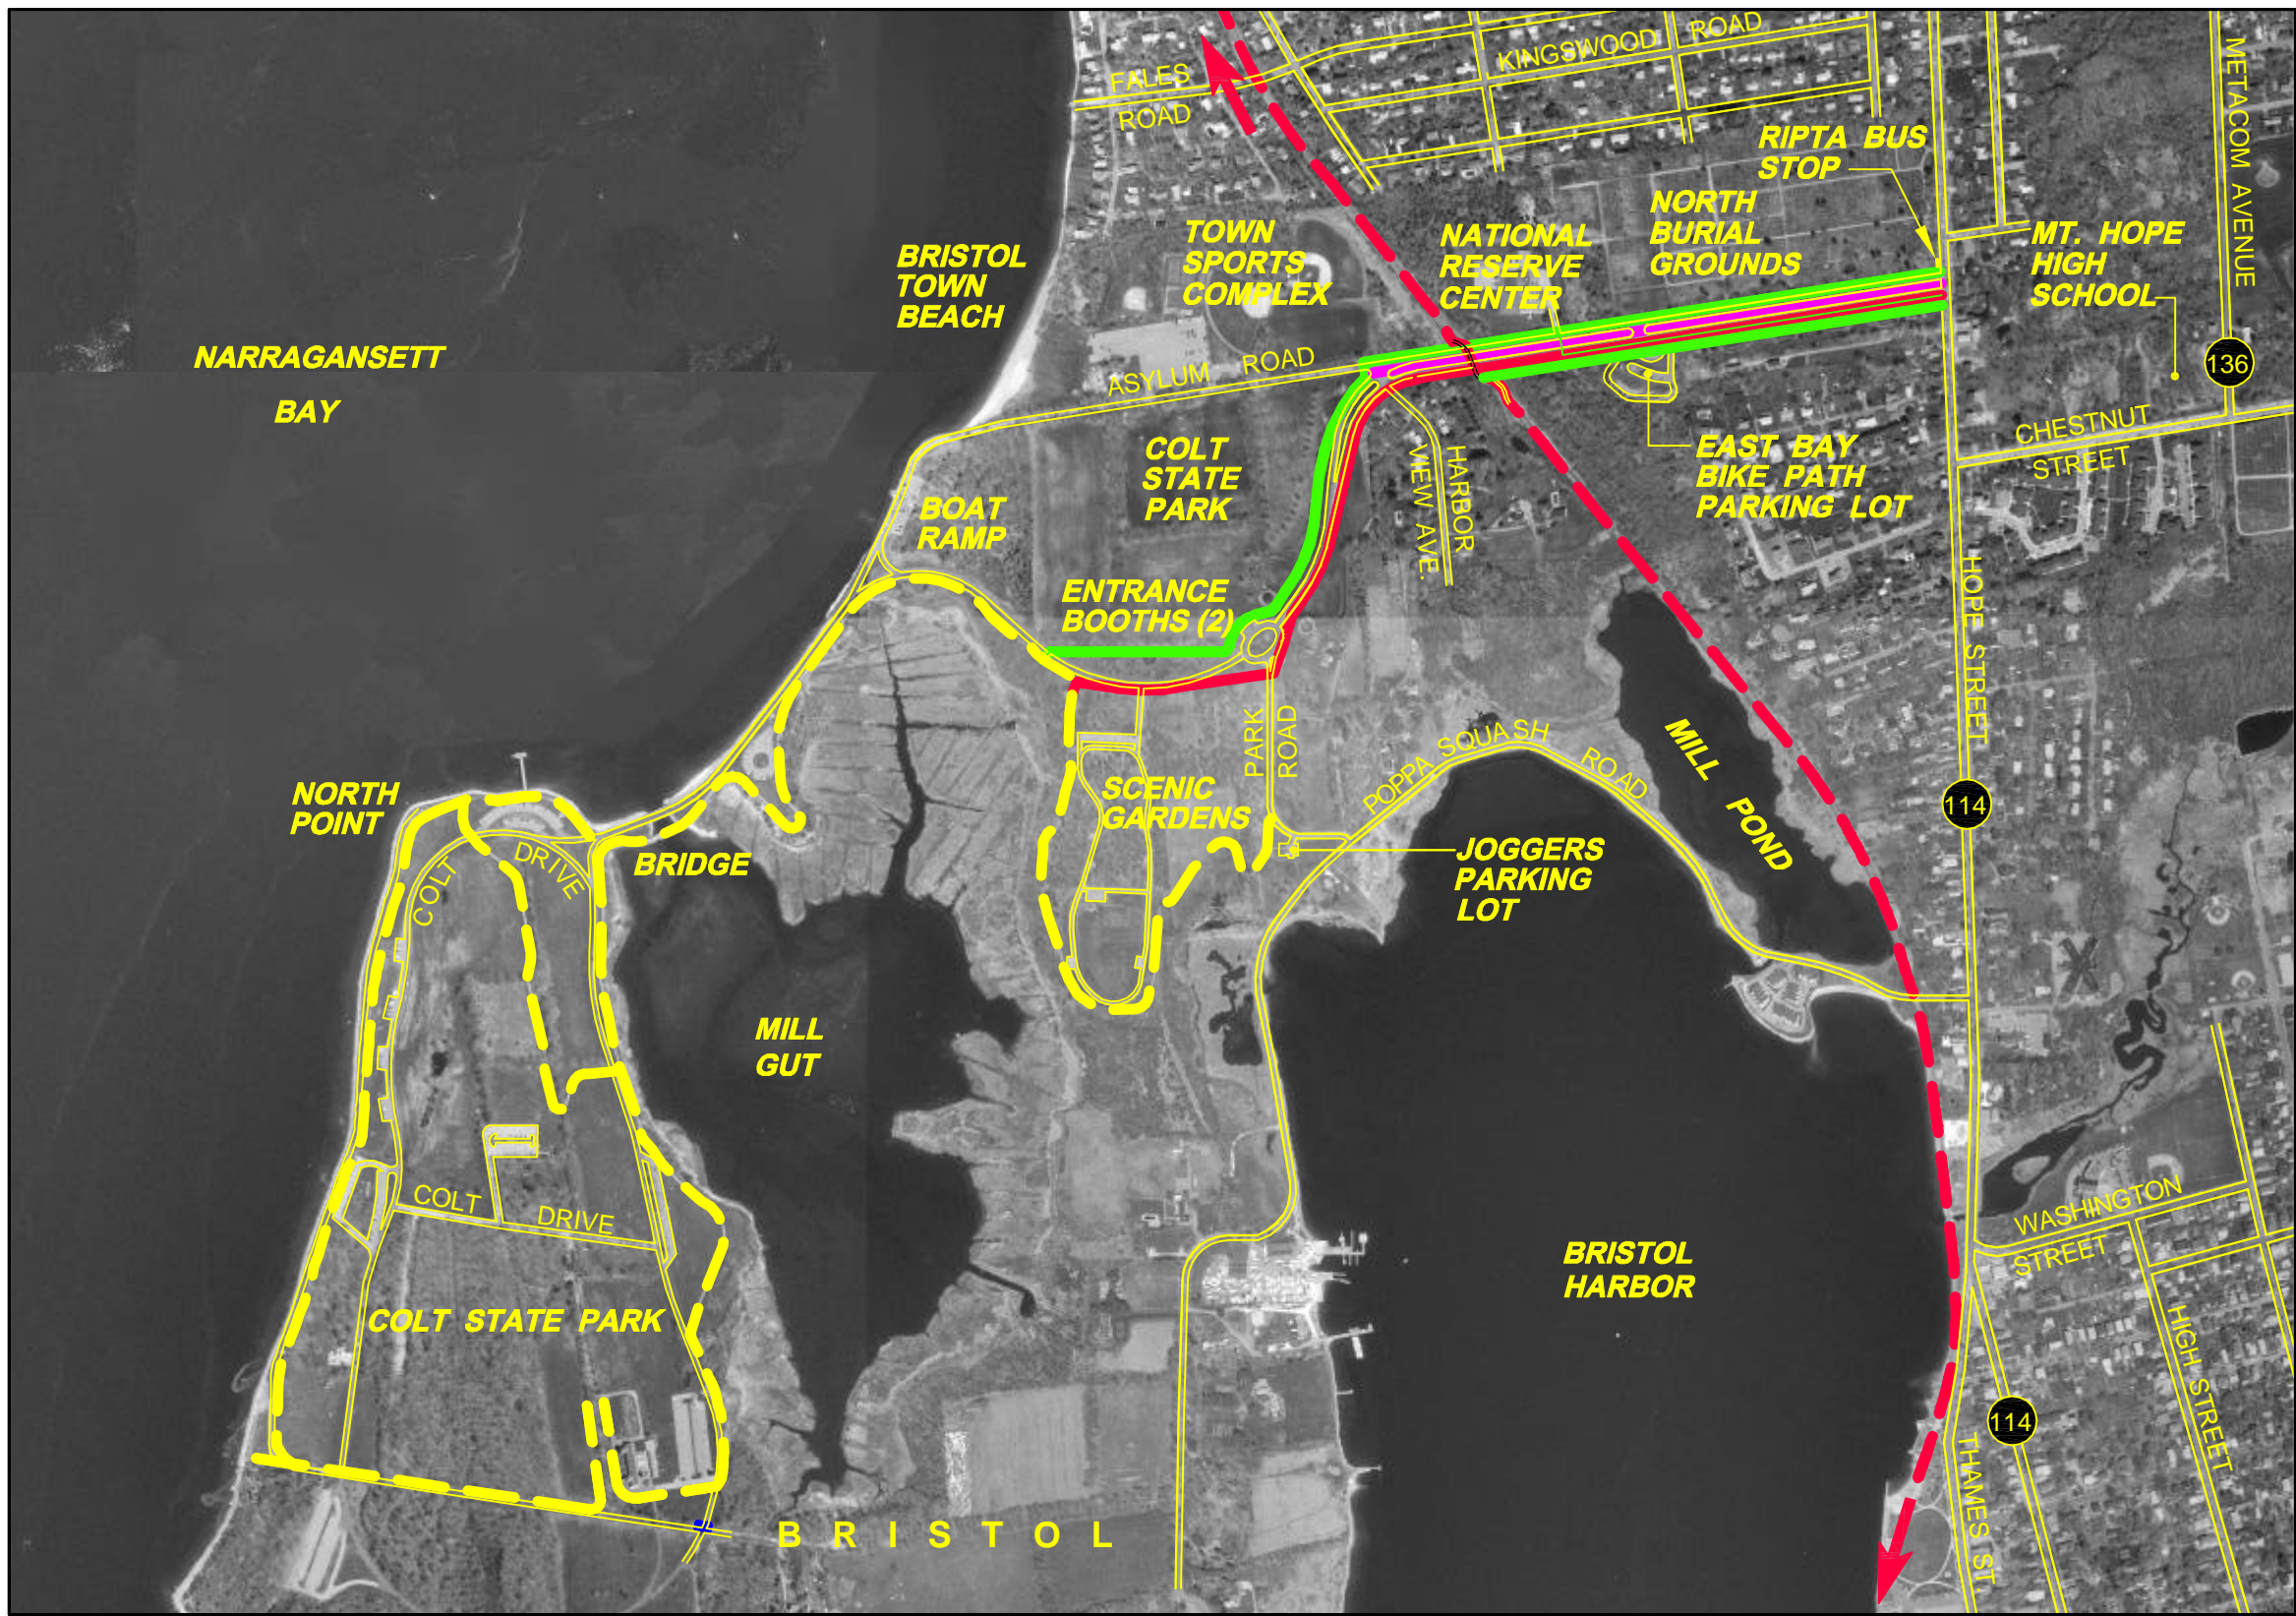 FALES
ROAD
KINGSWOOD ROAD
METACOM AVENUE
RIPTA BUS
STOP
NORTH
BURIAL
GROUNDS
MT. HOPE
HIGH
SCHOOL
TOWN
SPORTS
COMPLEX
NATIONAL
RESERVE
CENTER
BRISTOL
TOWN
BEACH
NARRAGANSETT
BAY
136
ASYLUM ROAD
CHESTNUT
STREET
COLT
STATE
PARK
HARBOR
VIEW AVE.
EAST BAY
BIKE PATH
PARKING LOT
BOAT
RAMP
ENTRANCE
BOOTHS (2)
HOPE STREET
PARK
ROAD
POPPA SQUASH ROAD
MILL POND
NORTH
POINT
SCENIC
GARDENS
114
COLT DRIVE
BRIDGE
JOGGERS
PARKING
LOT
MILL
GUT
COLT DRIVE
WASHINGTON
STREET
BRISTOL
HARBOR
COLT STATE PARK
HIGH STREET
114
THAMES ST.
BRISTOL